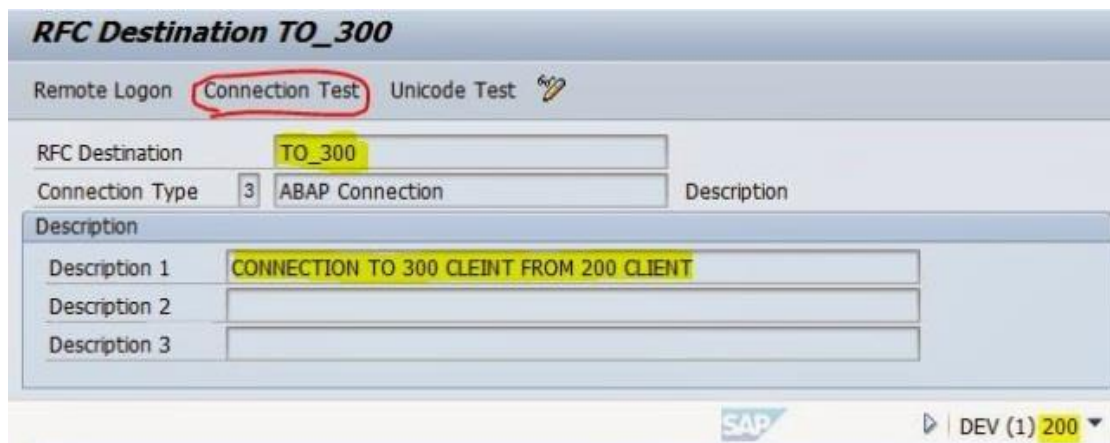 RFC Destination TO_300
Remote Logon Connection Test Unicode Test
RFC Destination TO_300
Connection Type 3 ABAP Connection Description
Description
Description 1 CONNECTION TO 300 CLEINT FROM 200 CLIENT
Description 2
Description 3
SAP DEV (1) 200